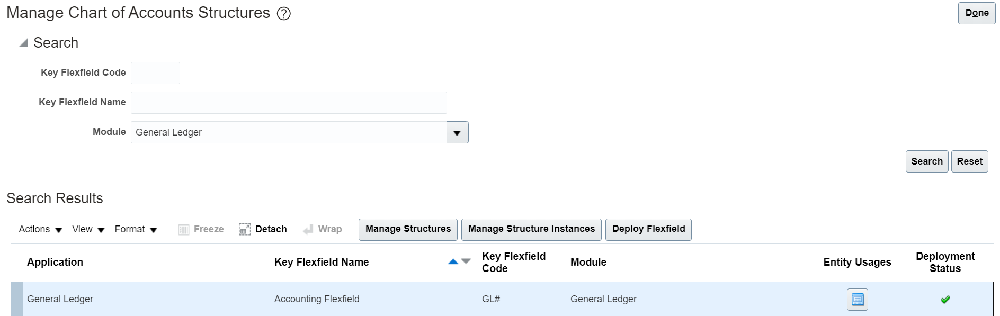 Manage Chart of Accounts Structures ?
Done
Search
Key Flexfield Code
Key Flexfield Name
Module General Ledger
Search Reset
Search Results
Actions View Format Freeze Detach Wrap Manage Structures Manage Structure Instances Deploy Flexfield
Application Key Flexfield Name Key Flexfield Code Module Entity Usages Deployment Status
General Ledger Accounting Flexfield GL# General Ledger